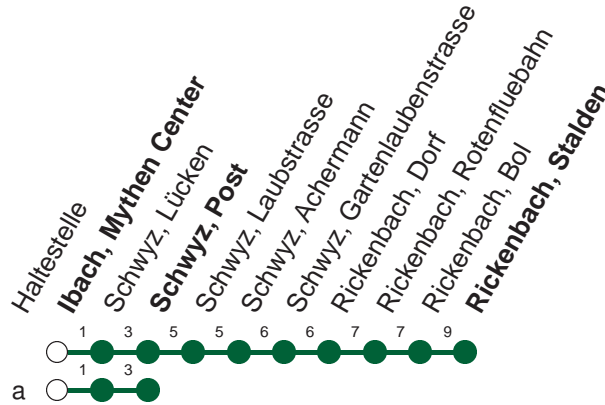 Haltestelle
Ibach, Mythen Center
Schwyz, Lücken
Schwyz, Post
Schwyz, Laubstrasse
Schwyz, Achermann
Schwyz, Gartenlaubenstrasse
Rickenbach, Dorf
Rickenbach, Rotenfluebahn
Rickenbach, Bol
Rickenbach, Stalden
1 3 5 5 6 6 7 7 9
a 1 3